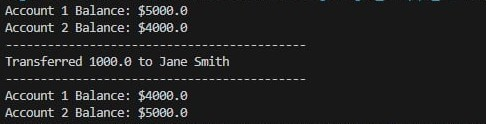 Account 1 Balance: $5000.0
Account 2 Balance: $4000.0
--------------------------------------------
Transferred 1000.0 to Jane Smith
--------------------------------------------
Account 1 Balance: $4000.0
Account 2 Balance: $5000.0